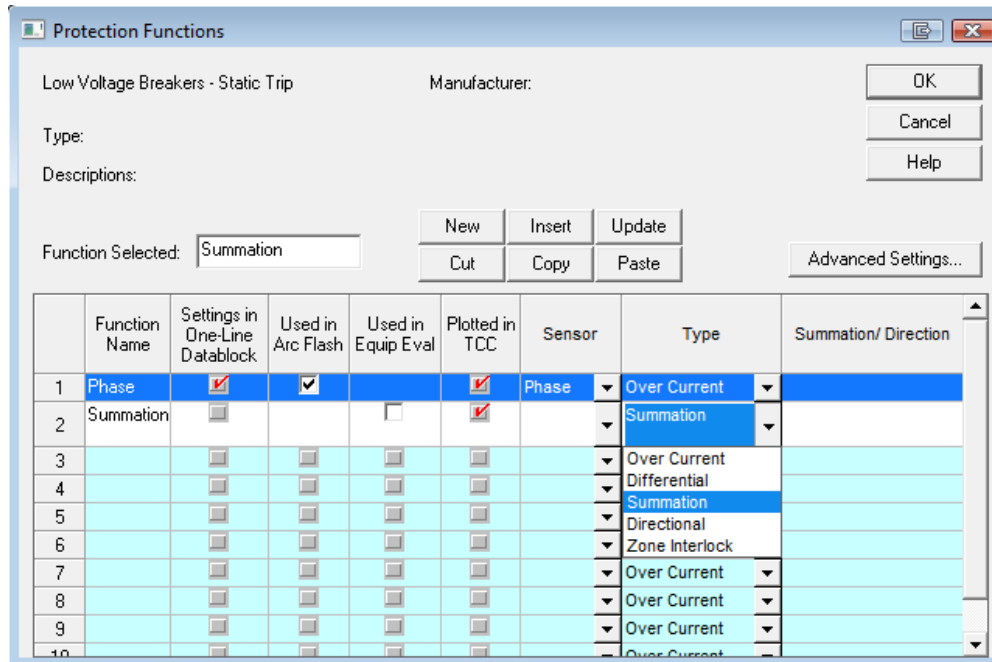 Protection Functions
Low Voltage Breakers - Static Trip
Manufacturer:
OK
Cancel
Type:
Help
Descriptions:
New Insert Update
Function Selected: Summation
Cut Copy Paste
Advanced Settings...
Function Name
Settings in One-Line Datablock
Used in Arc Flash
Used in Equip Eval
Plotted in TCC
Sensor
Type
Summation/ Direction
1 Phase Phase Over Current
2 Summation Summation
3 Over Current
4 Differential
Summation
5 Directional
6 Zone Interlock
7 Over Current
8 Over Current
9 Over Current
10 Over Current